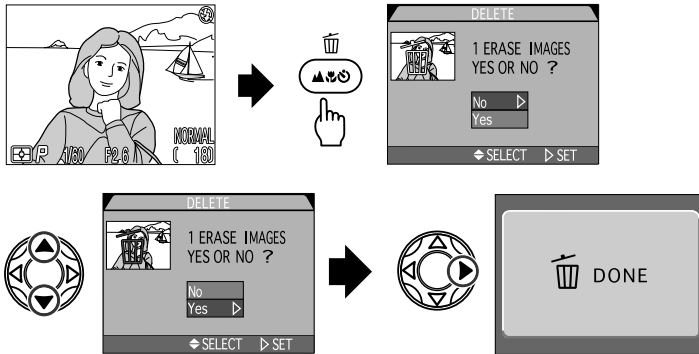 NORMAL
P 1/60 F2.6 [ 18]
DELETE
1 ERASE IMAGES
YES OR NO ?
No
Yes
SELECT SET
DELETE
1 ERASE IMAGES
YES OR NO ?
No
Yes
SELECT SET
DONE